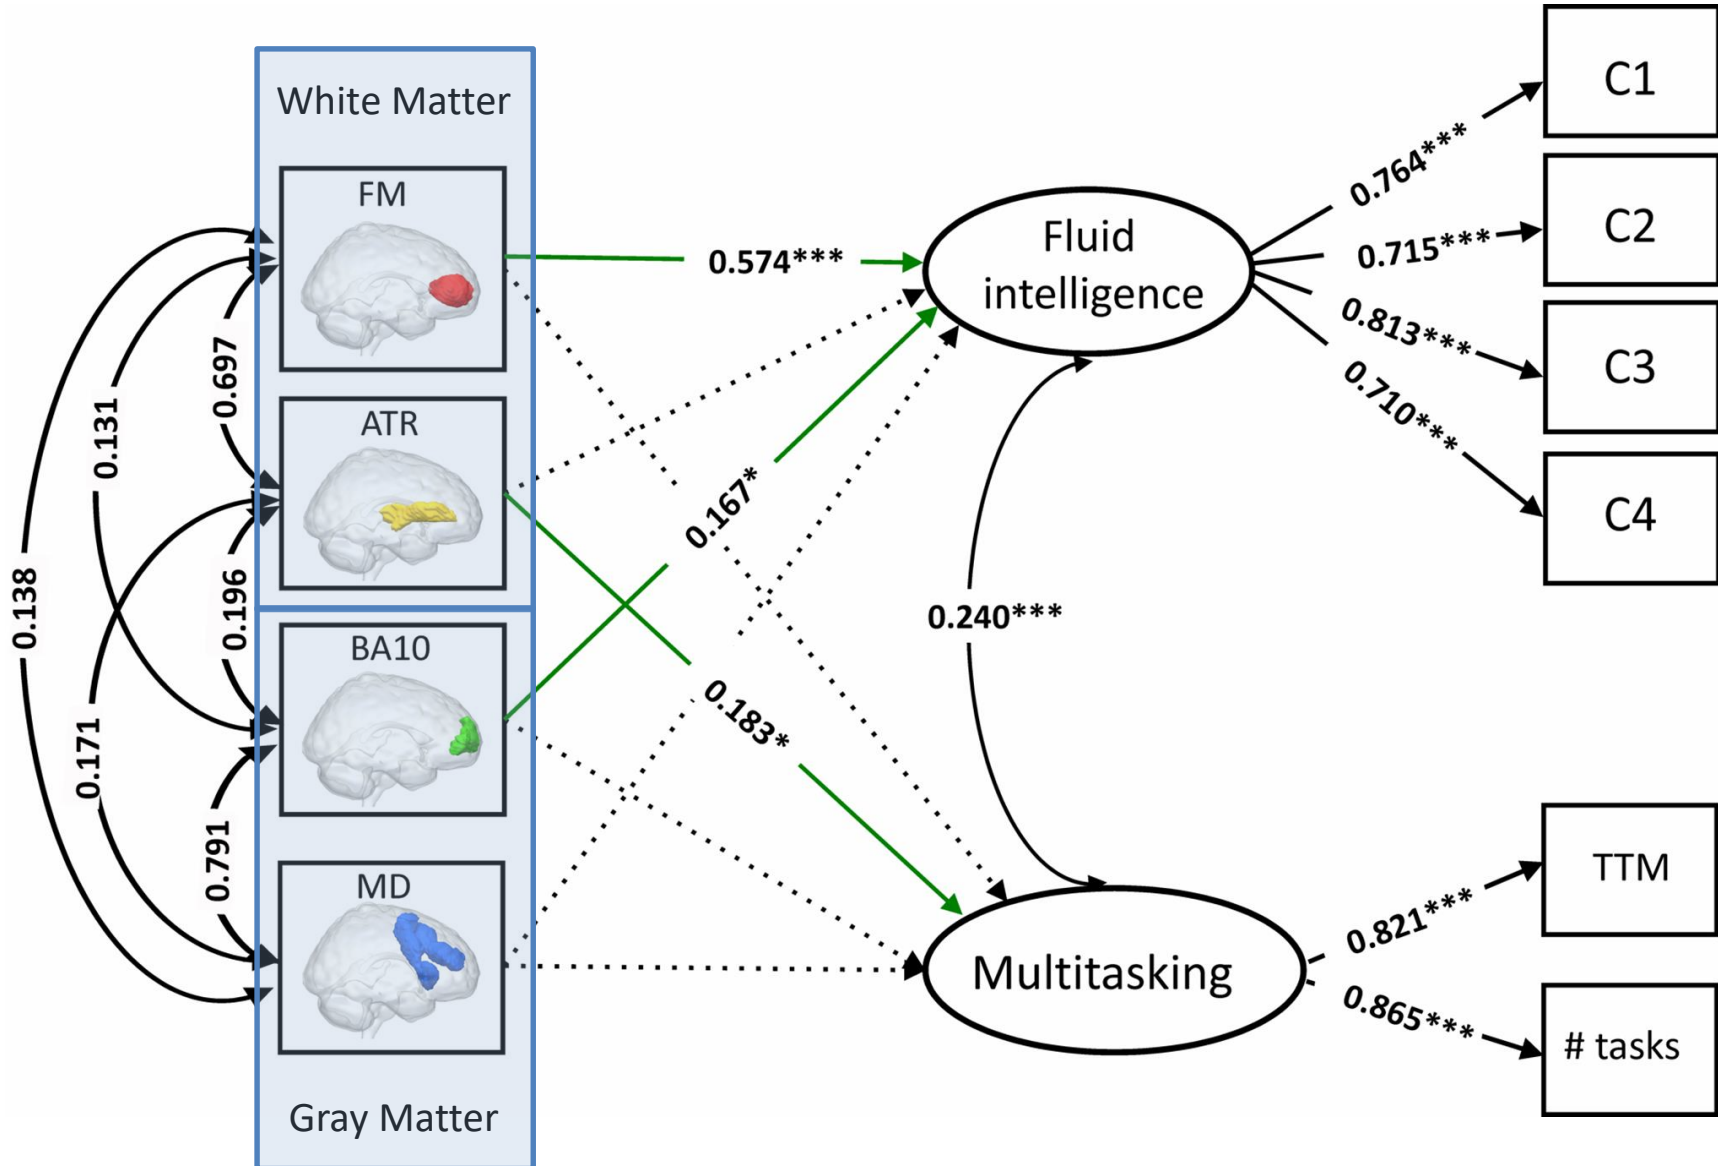 White Matter
FM
ATR
BA10
MD
Gray Matter
0.138
0.131
0.171
0.697
0.196
0.791
0.574***
0.167*
0.183*
Fluid
intelligence
0.240***
Multitasking
0.764***
0.715***
0.813***
0.710***
0.821***
0.865***
C1
C2
C3
C4
TTM
# tasks